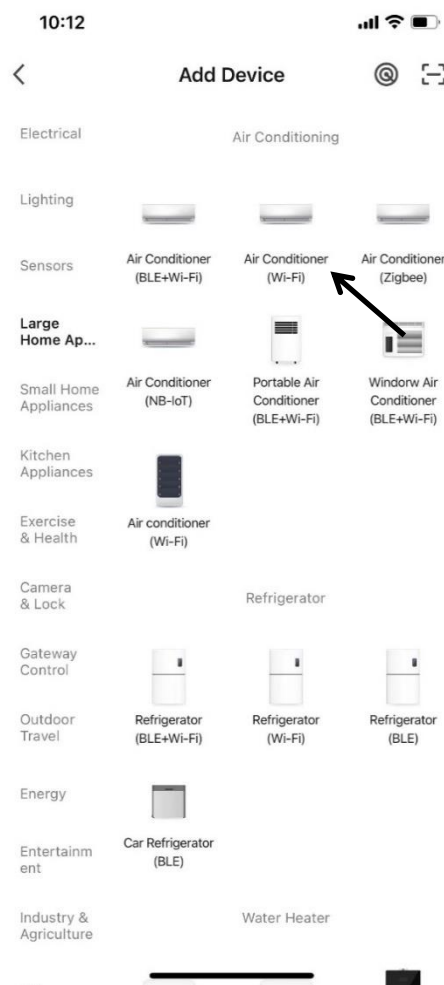 10:12
Add Device
Electrical
Lighting
Sensors
Large
Home Ap...
Small Home
Appliances
Kitchen
Appliances
Exercise
& Health
Camera
& Lock
Gateway
Control
Outdoor
Travel
Energy
Entertainm
ent
Industry &
Agriculture
Air Conditioning
Air Conditioner
(BLE+Wi-Fi)
Air Conditioner
(Wi-Fi)
Air Conditioner
(Zigbee)
Air Conditioner
(NB-IoT)
Portable Air
Conditioner
(BLE+Wi-Fi)
Windorw Air
Conditioner
(BLE+Wi-Fi)
Air conditioner
(Wi-Fi)
Refrigerator
Refrigerator
(BLE+Wi-Fi)
Refrigerator
(Wi-Fi)
Refrigerator
(BLE)
Car Refrigerator
(BLE)
Water Heater